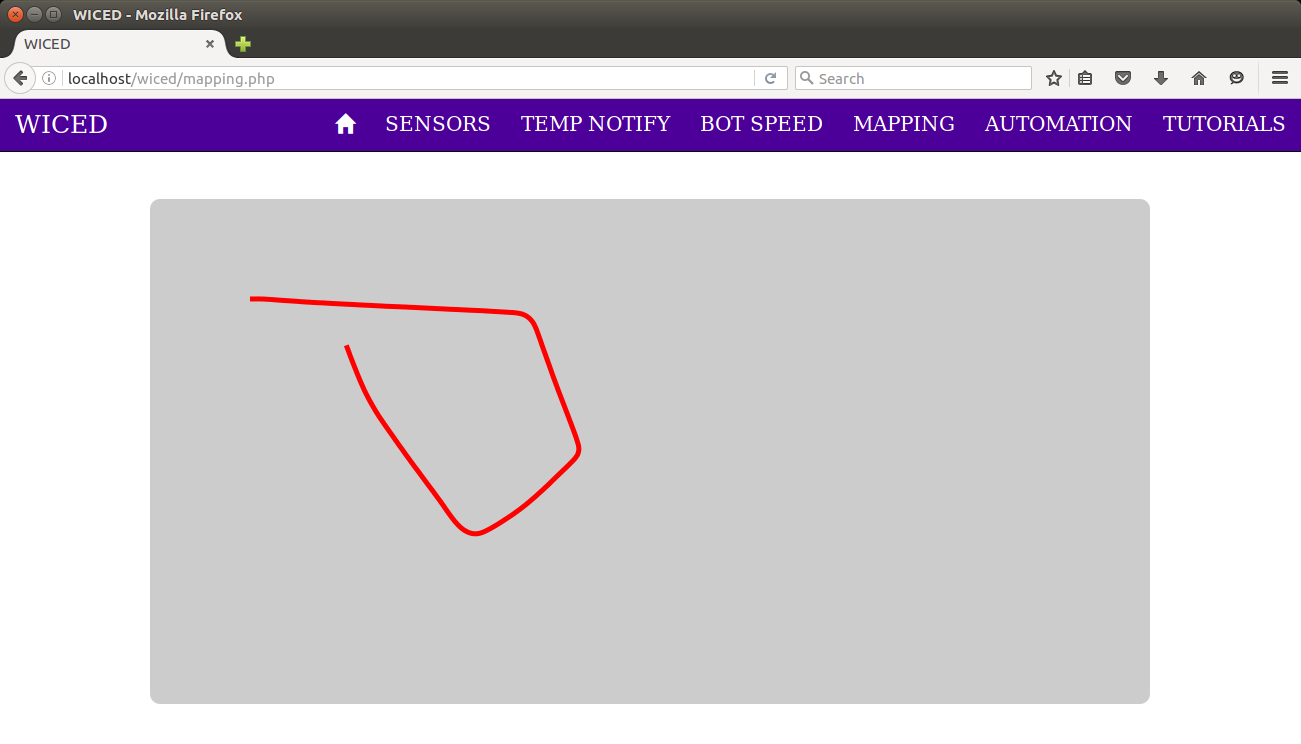 WICED - Mozilla Firefox
WICED
localhost/wiced/mapping.php
Search
WICED SENSORS TEMP NOTIFY BOT SPEED MAPPING AUTOMATION TUTORIALS